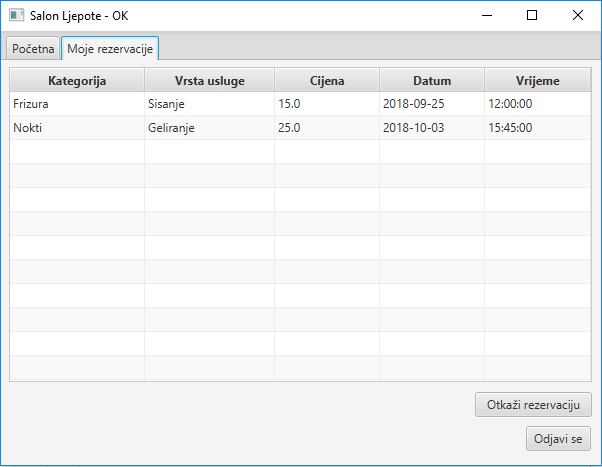 Salon Ljepote - OK
Početna Moje rezervacije
Kategorija Vrsta usluge Cijena Datum Vrijeme
Frizura Sisanje 15.0 2018-09-25 12:00:00
Nokti Geliranje 25.0 2018-10-03 15:45:00
Otkaži rezervaciju
Odjavi se